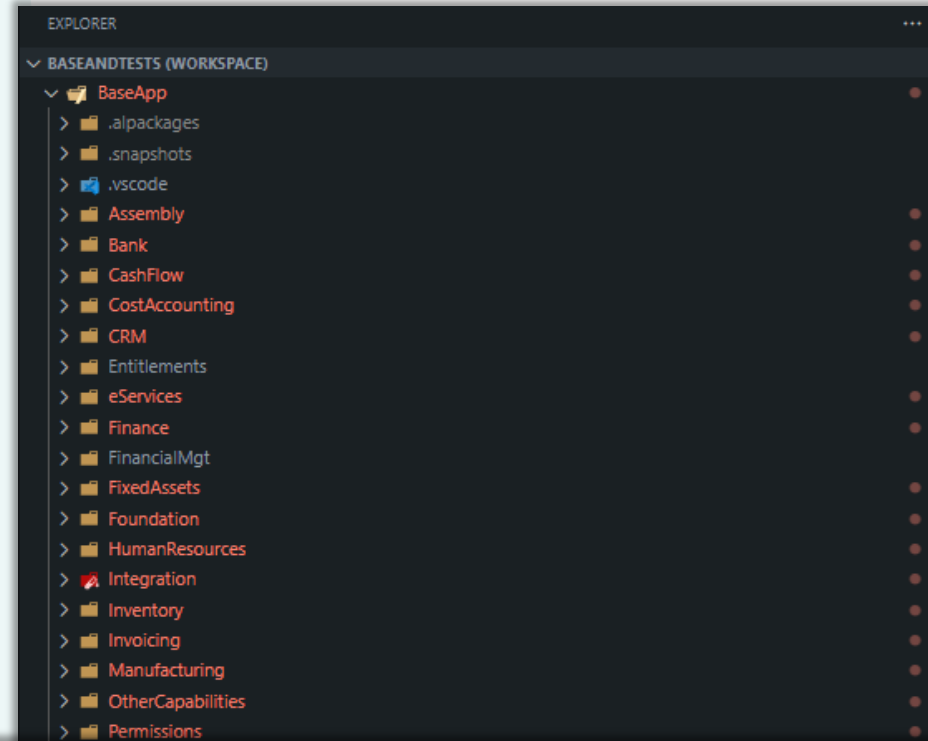 EXPLORER
BASEANDTESTS (WORKSPACE)
BaseApp
.alpackages
.snapshots
.vscode
Assembly
Bank
CashFlow
CostAccounting
CRM
Entitlements
eServices
Finance
FinancialMgt
FixedAssets
Foundation
HumanResources
Integration
Inventory
Invoicing
Manufacturing
OtherCapabilities
Permissions